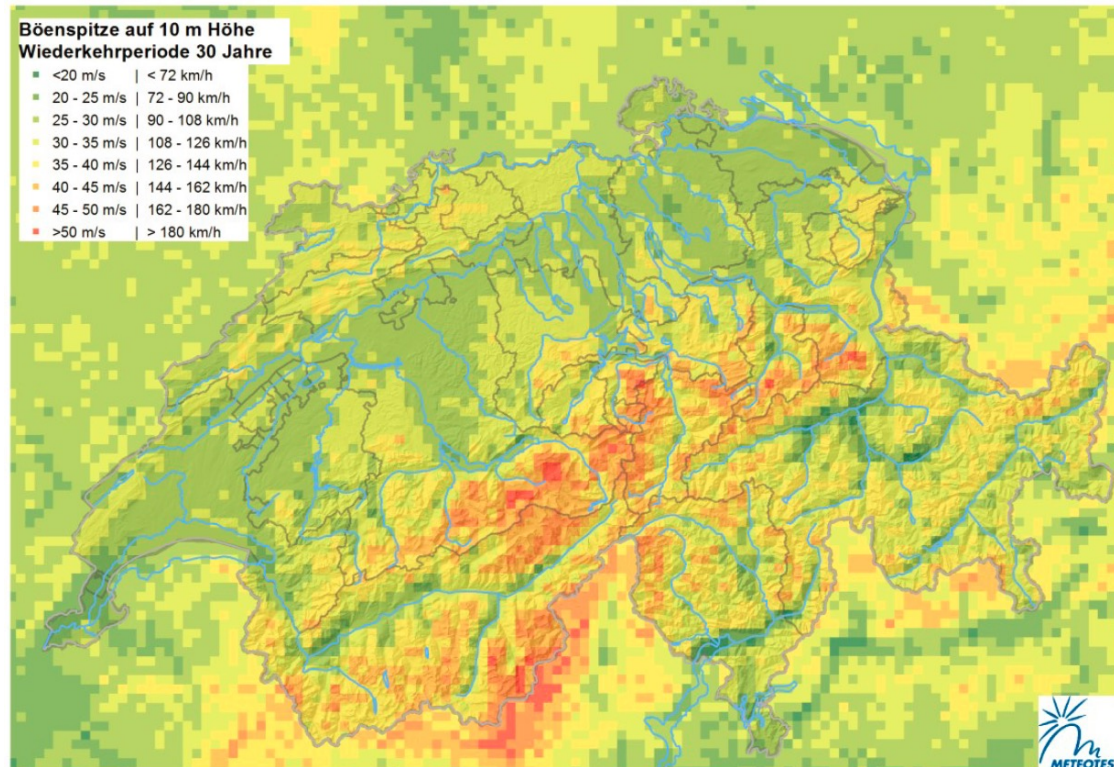 Böenspitze auf 10 m Höhe
Wiederkehrperiode 30 Jahre
<20 m/s | < 72 km/h
20 - 25 m/s | 72 - 90 km/h
25 - 30 m/s | 90 - 108 km/h
30 - 35 m/s | 108 - 126 km/h
35 - 40 m/s | 126 - 144 km/h
40 - 45 m/s | 144 - 162 km/h
45 - 50 m/s | 162 - 180 km/h
>50 m/s | > 180 km/h
METEOTES